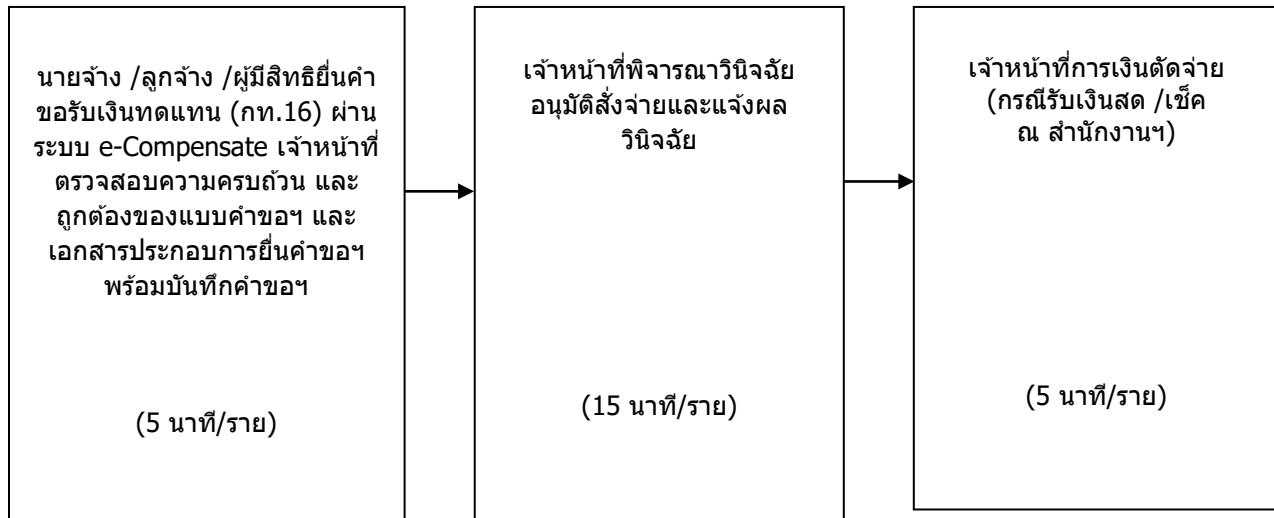 นายจ้าง /ลูกจ้าง /ผู้มีสิทธิยื่นคำ
ขอรับเงินทดแทน (กท.16) ผ่าน
ระบบ e-Compensate เจ้าหน้าที่
ตรวจสอบความครบถ้วน และ
ถูกต้องของแบบคำขอฯ และ
เอกสารประกอบการยื่นคำขอฯ
พร้อมบันทึกคำขอฯ
(5 นาที/ราย)
เจ้าหน้าที่พิจารณาวินิจฉัย
อนุมัติสั่งจ่ายและแจ้งผล
วินิจฉัย
(15 นาที/ราย)
เจ้าหน้าที่การเงินตัดจ่าย
(กรณีรับเงินสด /เช็ค
ณ สำนักงานฯ)
(5 นาที/ราย)